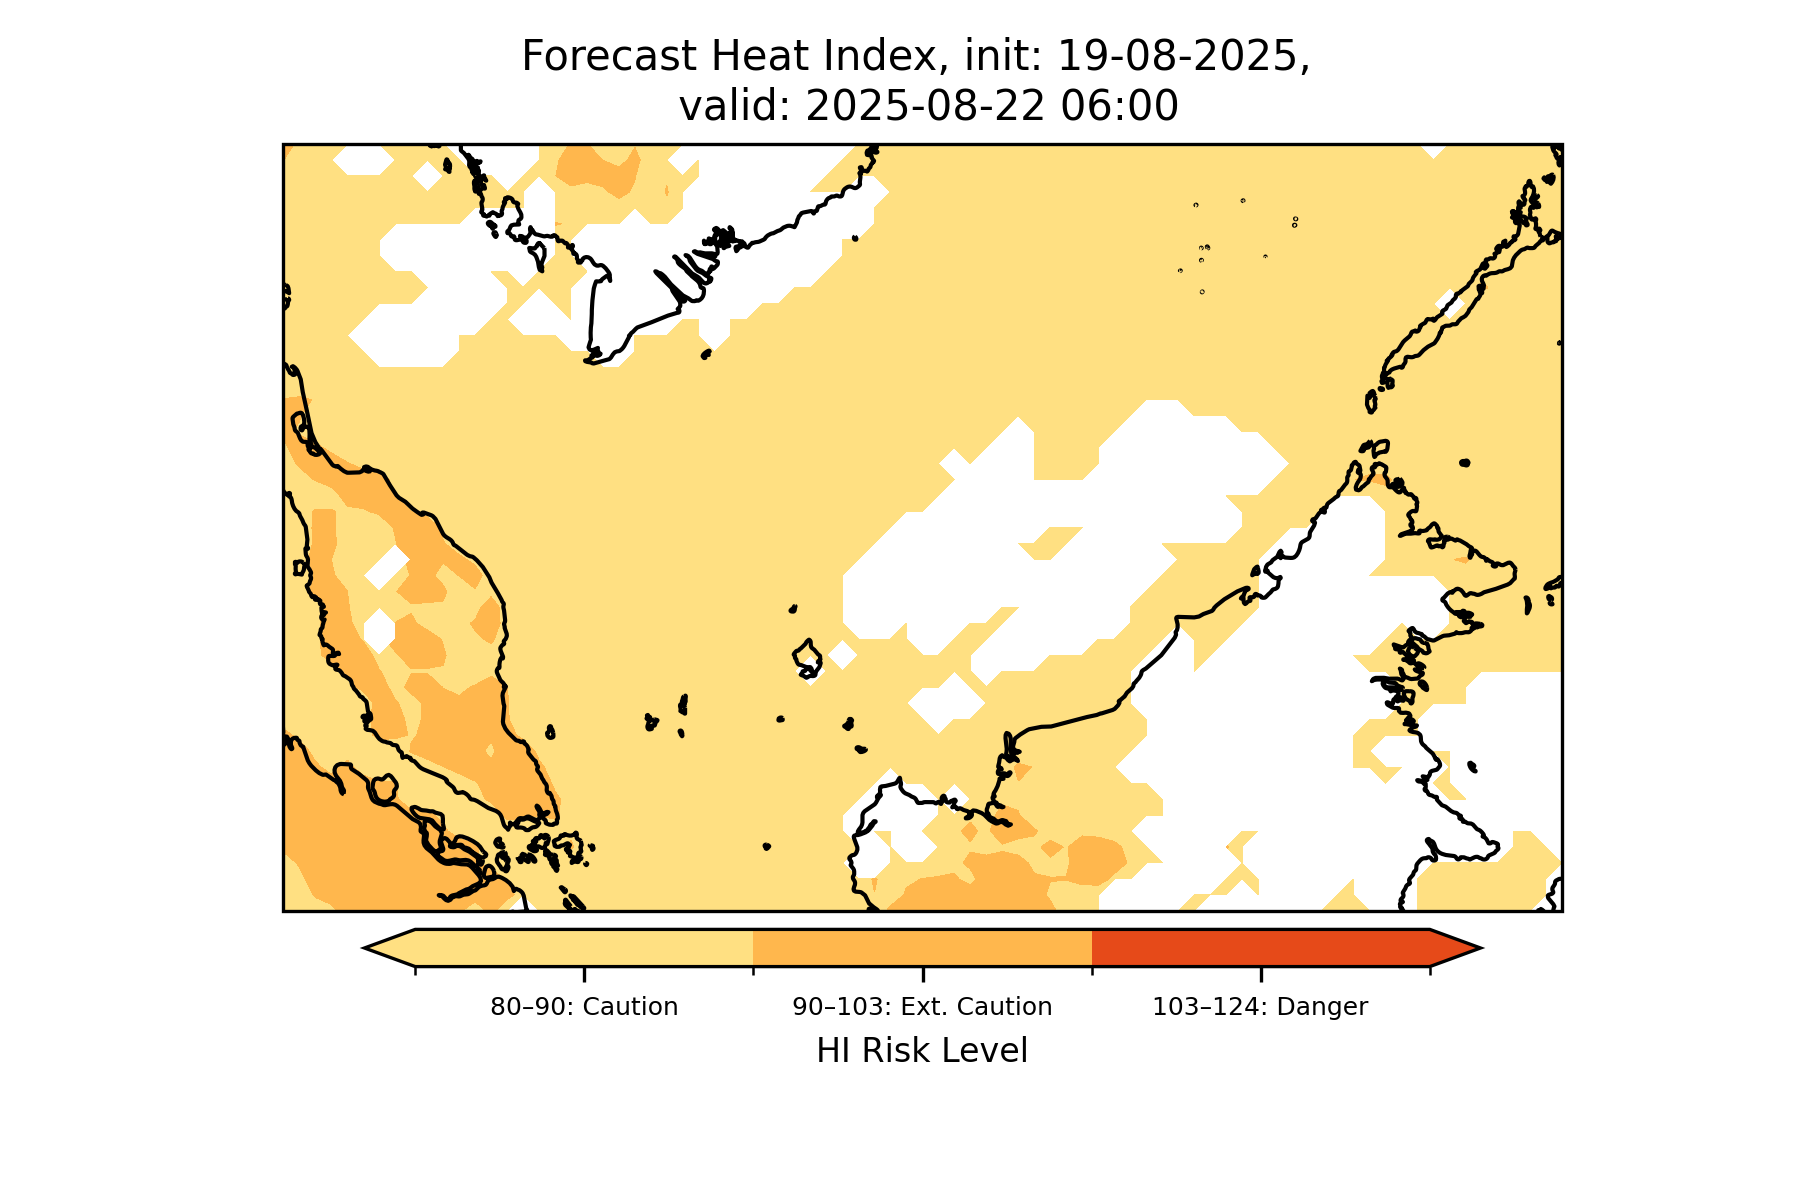 Forecast Heat Index, init: 19-08-2025,
valid: 2025-08-22 06:00
80–90: Caution
90–103: Ext. Caution
103–124: Danger
HI Risk Level